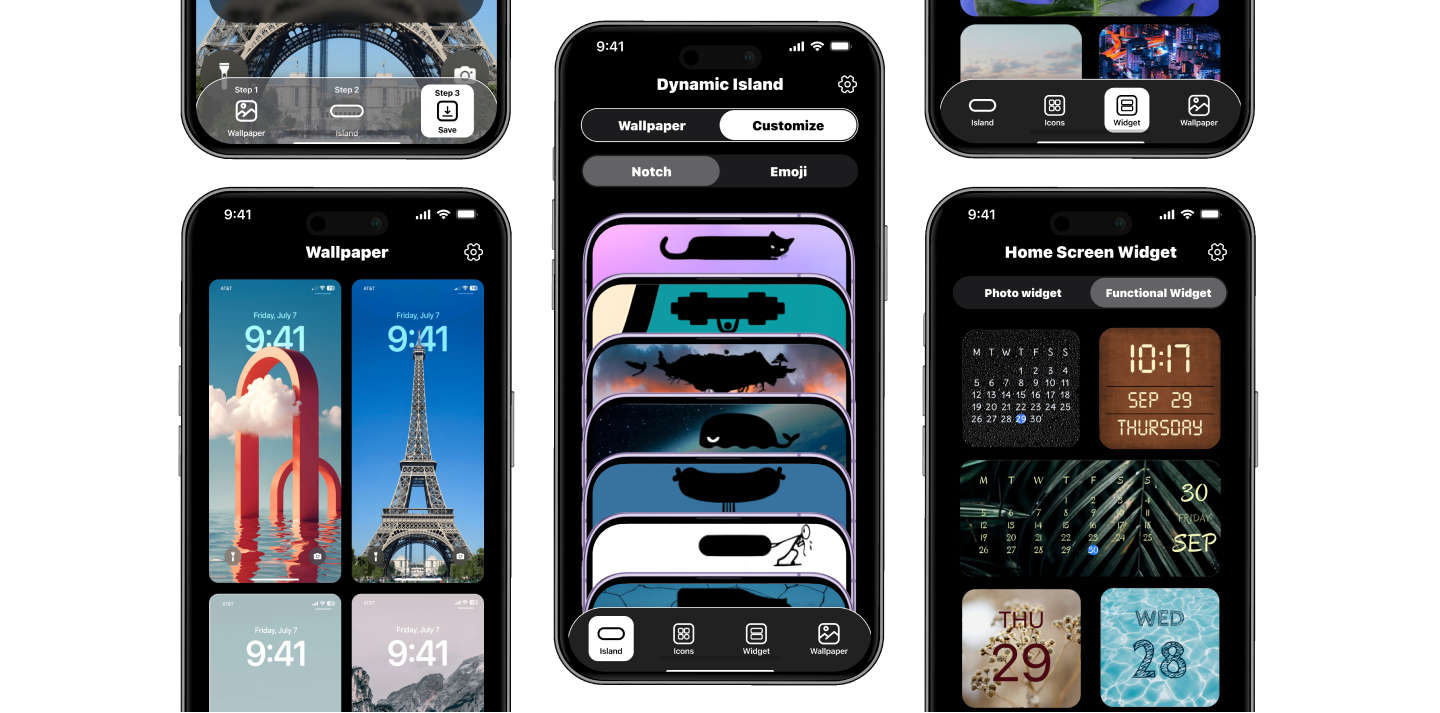 Step 1
Step 2
Step 3
Wallpaper
Island
Save
9:41
Wallpaper
AT&T
Friday, July 7
9:41
AT&T
Friday, July 7
9:41
AT&T
Friday, July 7
9:41
AT&T
Friday, July 7
9:41
9:41
Dynamic Island
Wallpaper
Customize
Notch
Emoji
Island
Icons
Widget
Wallpaper
Island
Icons
Widget
Wallpaper
9:41
Home Screen Widget
Photo widget
Functional Widget
M T W T F S S
1 2 3 4
5 6 7 8 9 10 11
12 13 14 15 16 17 18
19 20 21 22 23 24 25
26 27 28 29 30
10:17
SEP 29
THURSDAY
M T W T F S S
1 2 3 4
5 6 7 8 9 10 11
12 13 14 15 16 17 18
19 20 21 22 23 24 25
26 27 28 29 30
30
FRIDAY
SEP
THU
29
WED
28